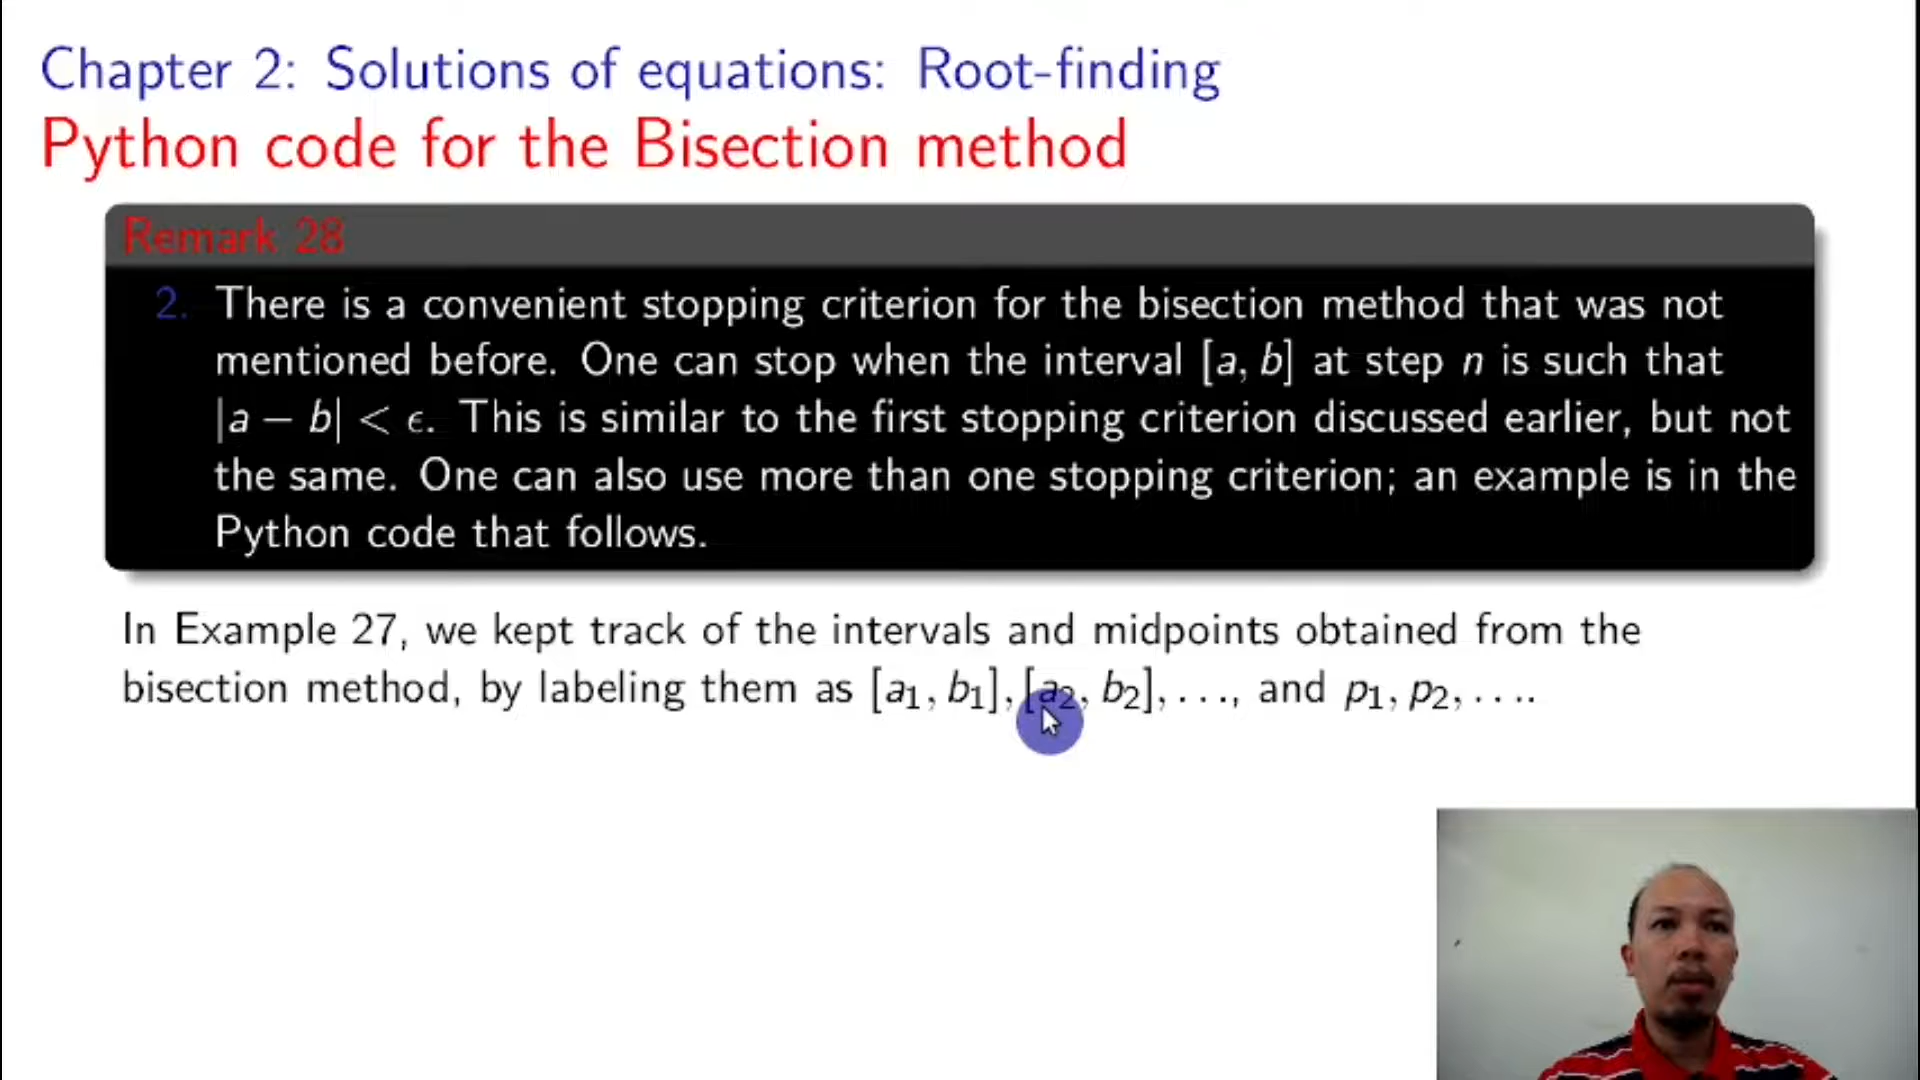 Chapter 2: Solutions of equations: Root-finding
Python code for the Bisection method
Remark 28
2. There is a convenient stopping criterion for the bisection method that was not
mentioned before. One can stop when the interval [a, b] at step n is such that
|a − b| < ϵ. This is similar to the first stopping criterion discussed earlier, but not
the same. One can also use more than one stopping criterion; an example is in the
Python code that follows.
In Example 27, we kept track of the intervals and midpoints obtained from the
bisection method, by labeling them as [a₁, b₁], [a₂, b₂], . . ., and p₁, p₂, . . ..